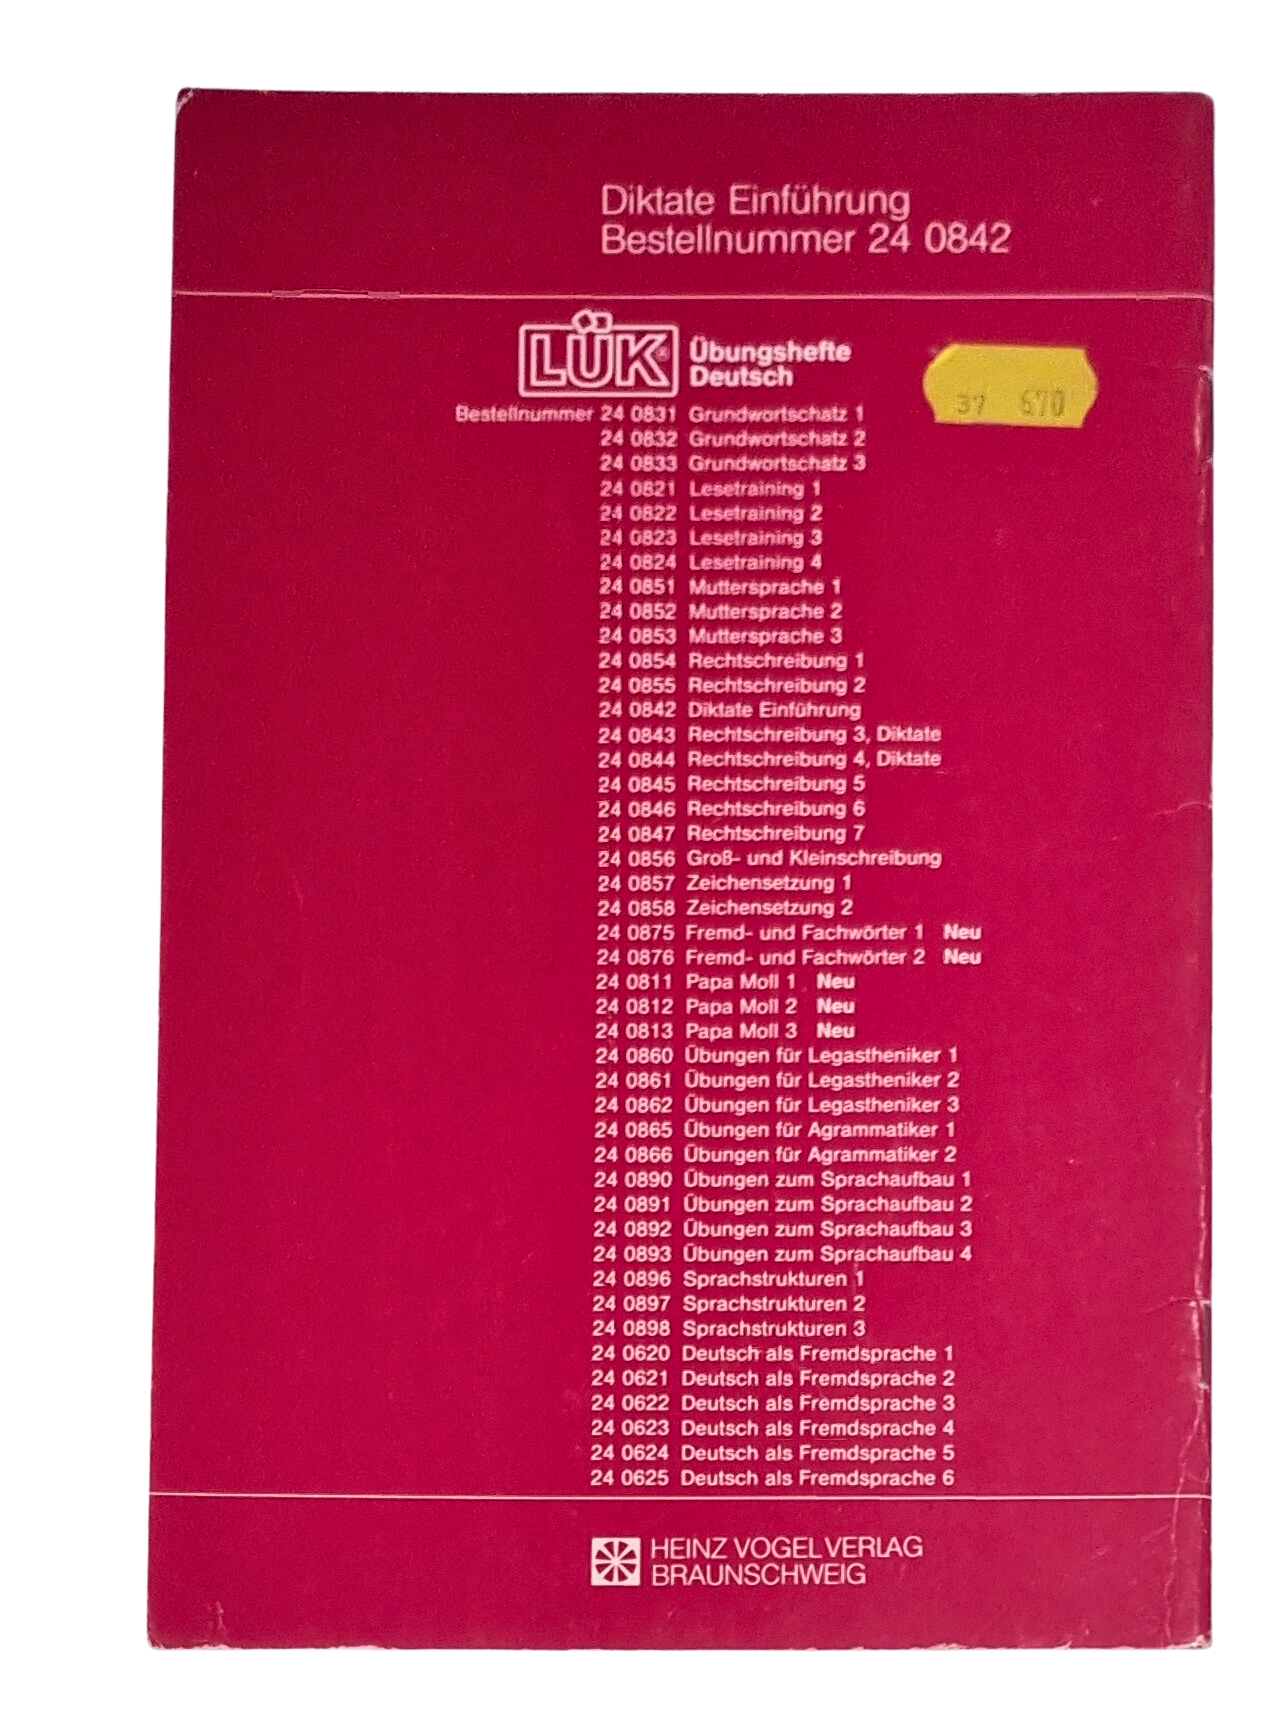 Diktate Einführung
Bestellnummer 24 0842
LÜK® Übungshefte
Deutsch
37 670
Bestellnummer 24 0831 Grundwortschatz 1
24 0832 Grundwortschatz 2
24 0833 Grundwortschatz 3
24 0821 Lesetraining 1
24 0822 Lesetraining 2
24 0823 Lesetraining 3
24 0824 Lesetraining 4
24 0851 Muttersprache 1
24 0852 Muttersprache 2
24 0853 Muttersprache 3
24 0854 Rechtschreibung 1
24 0855 Rechtschreibung 2
24 0842 Diktate Einführung
24 0843 Rechtschreibung 3, Diktate
24 0844 Rechtschreibung 4, Diktate
24 0845 Rechtschreibung 5
24 0846 Rechtschreibung 6
24 0847 Rechtschreibung 7
24 0856 Groß- und Kleinschreibung
24 0857 Zeichensetzung 1
24 0858 Zeichensetzung 2
24 0875 Fremd- und Fachwörter 1 Neu
24 0876 Fremd- und Fachwörter 2 Neu
24 0811 Papa Moll 1 Neu
24 0812 Papa Moll 2 Neu
24 0813 Papa Moll 3 Neu
24 0860 Übungen für Legastheniker 1
24 0861 Übungen für Legastheniker 2
24 0862 Übungen für Legastheniker 3
24 0865 Übungen für Agrammatiker 1
24 0866 Übungen für Agrammatiker 2
24 0890 Übungen zum Sprachaufbau 1
24 0891 Übungen zum Sprachaufbau 2
24 0892 Übungen zum Sprachaufbau 3
24 0893 Übungen zum Sprachaufbau 4
24 0896 Sprachstrukturen 1
24 0897 Sprachstrukturen 2
24 0898 Sprachstrukturen 3
24 0620 Deutsch als Fremdsprache 1
24 0621 Deutsch als Fremdsprache 2
24 0622 Deutsch als Fremdsprache 3
24 0623 Deutsch als Fremdsprache 4
24 0624 Deutsch als Fremdsprache 5
24 0625 Deutsch als Fremdsprache 6
HEINZ VOGEL VERLAG
BRAUNSCHWEIG